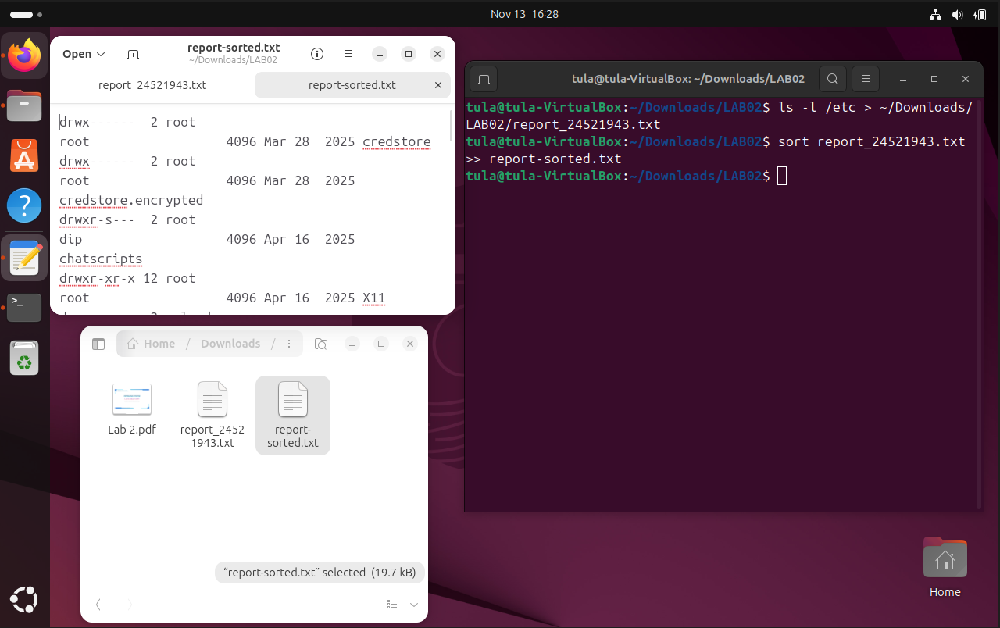 Nov 13 16:28
Open
report-sorted.txt
~/Downloads/LAB02
report_24521943.txt
report-sorted.txt
drwx------  2 root
root                  4096 Mar 28  2025 credstore
drwx------  2 root
root                  4096 Mar 28  2025
credstore.encrypted
drwxr-s---  2 root
dip                   4096 Apr 16  2025
chatscripts
drwxr-xr-x 12 root
root                  4096 Apr 16  2025 X11
tula@tula-VirtualBox: ~/Downloads/LAB02
tula@tula-VirtualBox:~/Downloads/LAB02$ ls -l /etc > ~/Downloads/
LAB02/report_24521943.txt
tula@tula-VirtualBox:~/Downloads/LAB02$ sort report_24521943.txt
>> report-sorted.txt
tula@tula-VirtualBox:~/Downloads/LAB02$
Home / Downloads /
Lab 2.pdf
report_2452
1943.txt
report-
sorted.txt
“report-sorted.txt” selected (19.7 kB)
Home